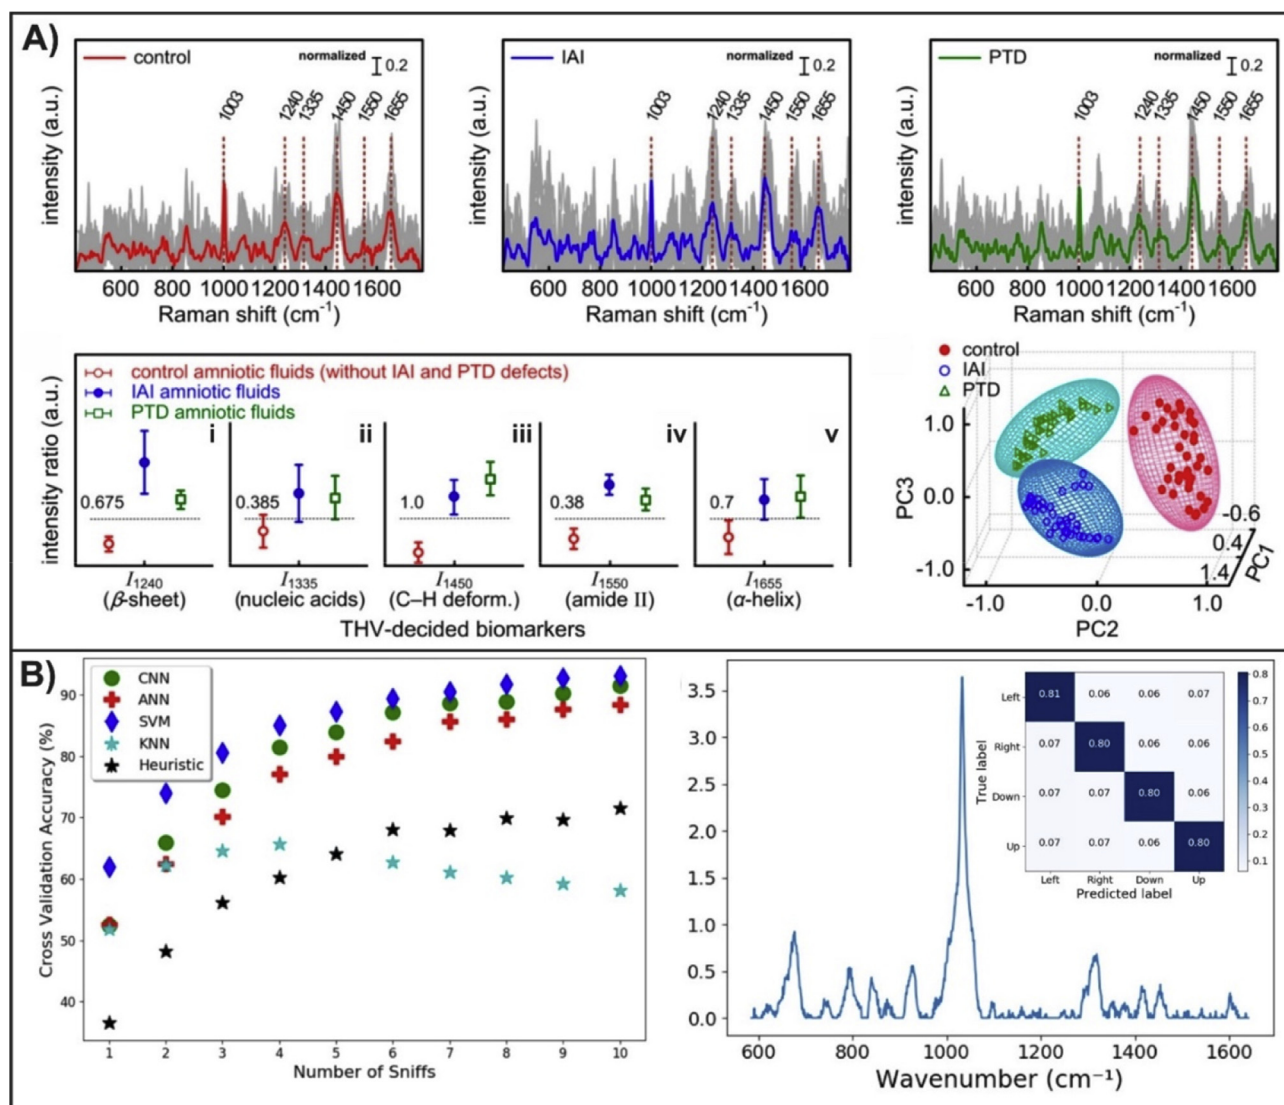 A)
control
normalized
0.2
1003
1240
1335
1450
1550
1655
intensity (a.u.)
600 800 1000 1200 1400 1600
Raman shift (cm⁻¹)
IAI
normalized
0.2
1003
1240
1335
1450
1550
1655
intensity (a.u.)
600 800 1000 1200 1400 1600
Raman shift (cm⁻¹)
PTD
normalized
0.2
1003
1240
1335
1450
1550
1655
intensity (a.u.)
600 800 1000 1200 1400 1600
Raman shift (cm⁻¹)
control amniotic fluids (without IAI and PTD defects)
IAI amniotic fluids
PTD amniotic fluids
intensity ratio (a.u.)
i
ii
iii
iv
v
0.675
0.385
1.0
0.38
0.7
I₁₂₄₀
(β-sheet)
I₁₃₃₅
(nucleic acids)
I₁₄₅₀
(C–H deform.)
I₁₅₅₀
(amide II)
I₁₆₅₅
(α-helix)
THV-decided biomarkers
control
IAI
PTD
1.0
0.0
-1.0
PC3
-1.0 0.0 1.0
PC2
-0.6
0.4
1.4
PC1
B)
CNN
ANN
SVM
KNN
Heuristic
90
80
70
60
50
40
Cross Validation Accuracy (%)
1 2 3 4 5 6 7 8 9 10
Number of Sniffs
3.5
3.0
2.5
2.0
1.5
1.0
0.5
0.0
600 800 1000 1200 1400 1600
Wavenumber (cm⁻¹)
True label
Left 0.81 0.06 0.06 0.07
Right 0.07 0.80 0.06 0.06
Down 0.07 0.07 0.80 0.06
Up 0.07 0.07 0.06 0.80
Left Right Down Up
Predicted label
0.8
0.7
0.6
0.5
0.4
0.3
0.2
0.1